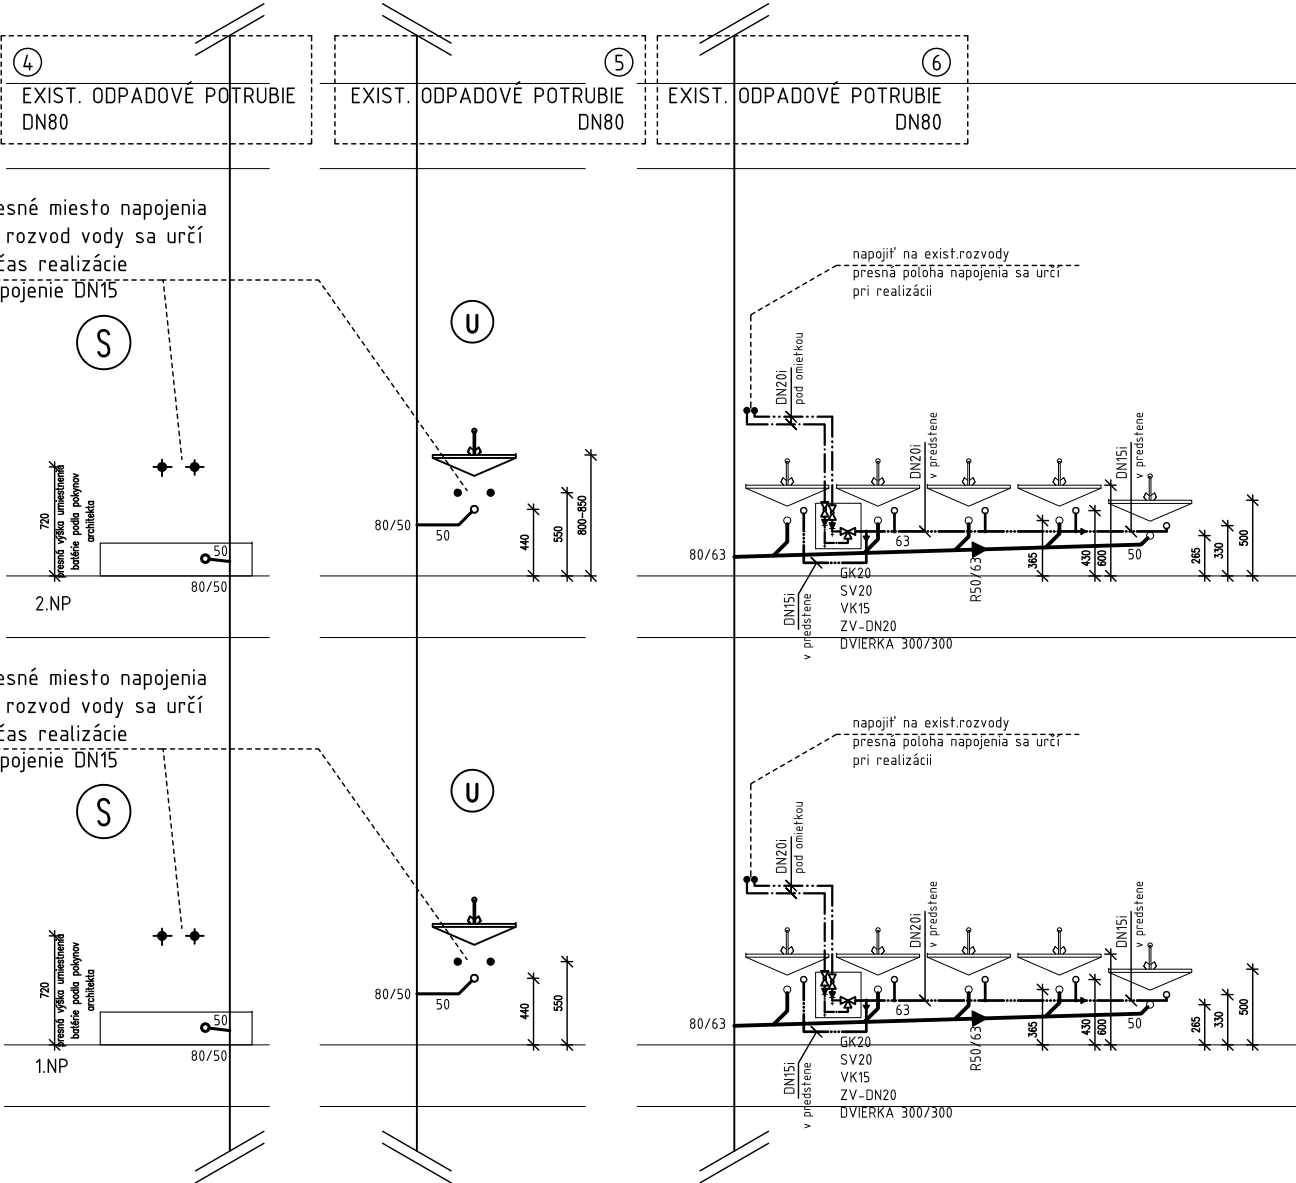 4
EXIST. ODPADOVÉ POTRUBIE
DN80
5
EXIST. ODPADOVÉ POTRUBIE
DN80
6
EXIST. ODPADOVÉ POTRUBIE
DN80
esné miesto napojenia
rozvod vody sa určí
čas realizácie
pojenie DN15
S
U
napojiť na exist.rozvody
presná poloha napojenia sa určí
pri realizácii
DN20i
pod omietkou
DN20i
v predstene
DN15i
v predstene
720
presná výška umiestnenia
batérie podla pokynov
architekta
50
80/50
2.NP
80/50
50
440
550
800-850
80/63
63
R50/63
365
430
600
50
265
330
500
DN15i
v predstene
GK20
SV20
VK15
ZV-DN20
DVIERKA 300/300
esné miesto napojenia
rozvod vody sa určí
čas realizácie
pojenie DN15
S
U
napojiť na exist.rozvody
presná poloha napojenia sa určí
pri realizácii
DN20i
pod omietkou
DN20i
v predstene
DN15i
v predstene
720
presná výška umiestnenia
batérie podla pokynov
architekta
50
80/50
1.NP
80/50
50
440
550
80/63
63
R50/63
365
430
600
50
265
330
500
DN15i
v predstene
GK20
SV20
VK15
ZV-DN20
DVIERKA 300/300